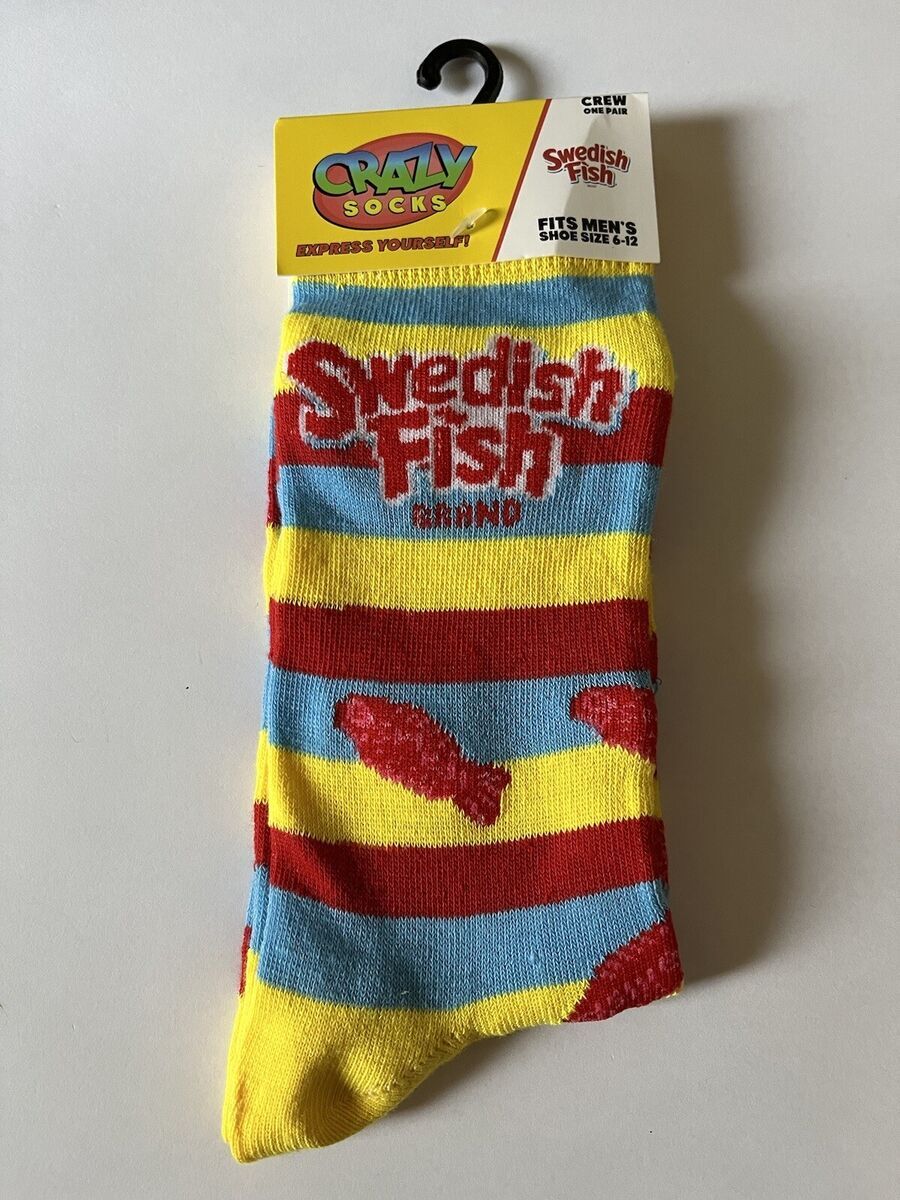 CRAZY
SOCKS
EXPRESS YOURSELF!
CREW
ONE PAIR
Swedish
Fish
FITS MEN'S
SHOE SIZE 6-12
Swedish
Fish
BRAND